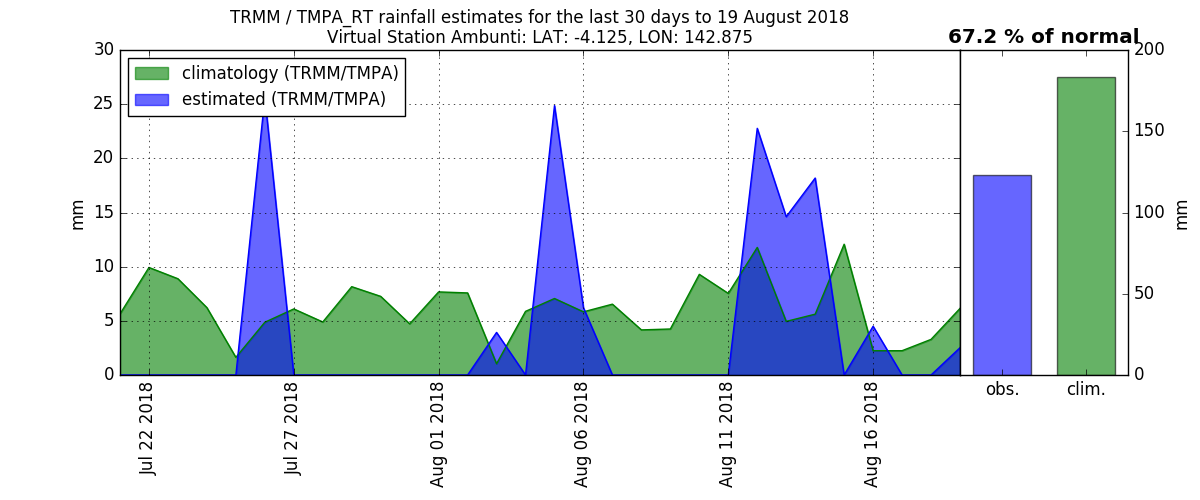 TRMM / TMPA_RT rainfall estimates for the last 30 days to 19 August 2018
Virtual Station Ambunti: LAT: -4.125, LON: 142.875
67.2 % of normal
climatology (TRMM/TMPA)
estimated (TRMM/TMPA)
mm
30
25
20
15
10
5
0
Jul 22 2018
Jul 27 2018
Aug 01 2018
Aug 06 2018
Aug 11 2018
Aug 16 2018
200
150
100
50
0
mm
obs.
clim.